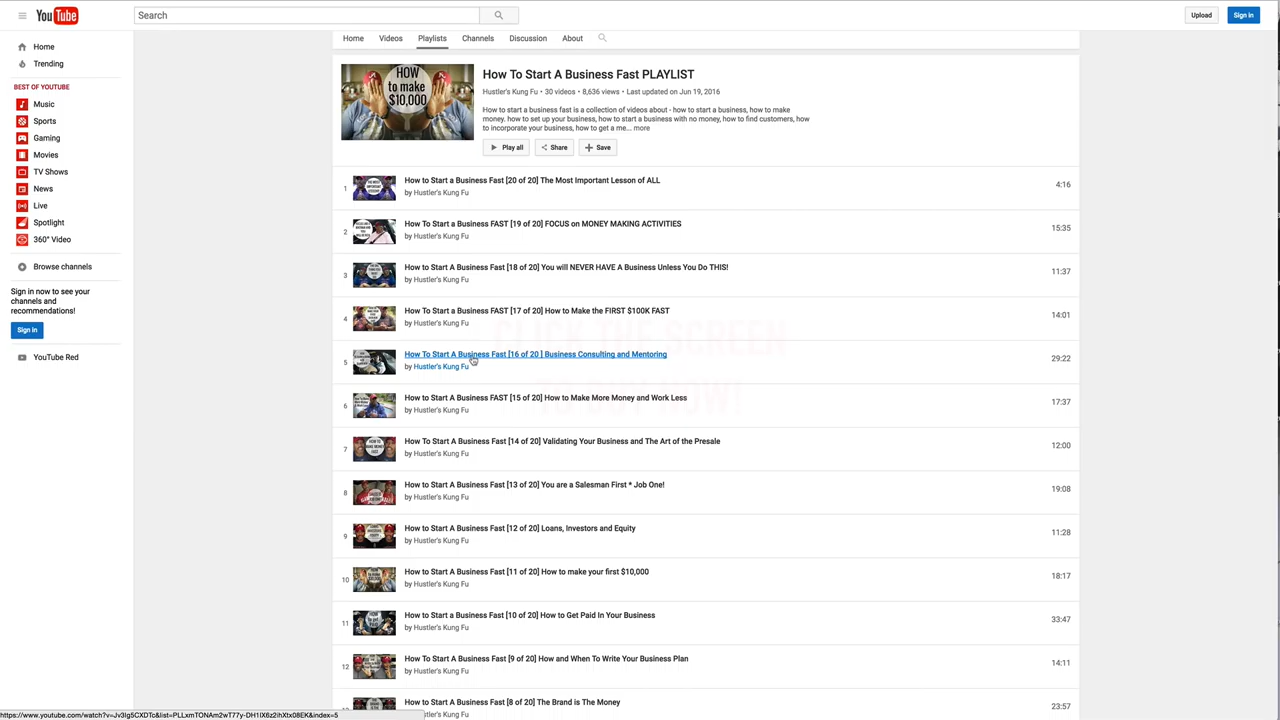 YouTube
Search
Upload
Sign in
Home
Trending
BEST OF YOUTUBE
Music
Sports
Gaming
Movies
TV Shows
News
Live
Spotlight
360° Video
Browse channels
Sign in now to see your
channels and
recommendations!
Sign in
YouTube Red
Home Videos Playlists Channels Discussion About
HOW
to make
$10,000
How To Start A Business Fast PLAYLIST
Hustler's Kung Fu • 30 videos • 8,636 views • Last updated on Jun 19, 2016
How to start a business fast is a collection of videos about - how to start a business, how to make
money. how to set up your business, how to start a business with no money, how to find customers, how
to incorporate your business, how to get a me... more
Play all Share Save
1 How to Start a Business Fast [20 of 20] The Most Important Lesson of ALL 4:16
by Hustler's Kung Fu
2 How To Start a Business FAST [19 of 20] FOCUS on MONEY MAKING ACTIVITIES 15:35
by Hustler's Kung Fu
3 How to Start A Business Fast [18 of 20] You will NEVER HAVE A Business Unless You Do THIS! 11:37
by Hustler's Kung Fu
4 How To Start a Business FAST [17 of 20] How to Make the FIRST $100K FAST 14:01
by Hustler's Kung Fu
CLICK THE SCREEN
5 How To Start A Business Fast [16 of 20 ] Business Consulting and Mentoring 29:22
by Hustler's Kung Fu
6 How To Start A Business FAST [15 of 20] How to Make More Money and Work Less 17:37
by Hustler's Kung Fu
7 How To Start A Business Fast [14 of 20] Validating Your Business and The Art of the Presale 12:00
by Hustler's Kung Fu
8 How to Start A Business Fast [13 of 20] You are a Salesman First * Job One! 19:08
by Hustler's Kung Fu
9 How to Start A Business Fast [12 of 20] Loans, Investors and Equity 11:28
by Hustler's Kung Fu
10 How to Start A Business Fast [11 of 20] How to make your first $10,000 18:17
by Hustler's Kung Fu
11 How to Start a Business Fast [10 of 20] How to Get Paid In Your Business 33:47
by Hustler's Kung Fu
12 How To Start A Business Fast [9 of 20] How and When To Write Your Business Plan 14:11
by Hustler's Kung Fu
How To Start A Business Fast [8 of 20] The Brand is The Money 23:57
by Hustler's Kung Fu
https://www.youtube.com/watch?v=Jv3Ig5CXDTc&list=PLLxmTONAm2wT77y-DH1IX6z2ihXtx08EK&index=5